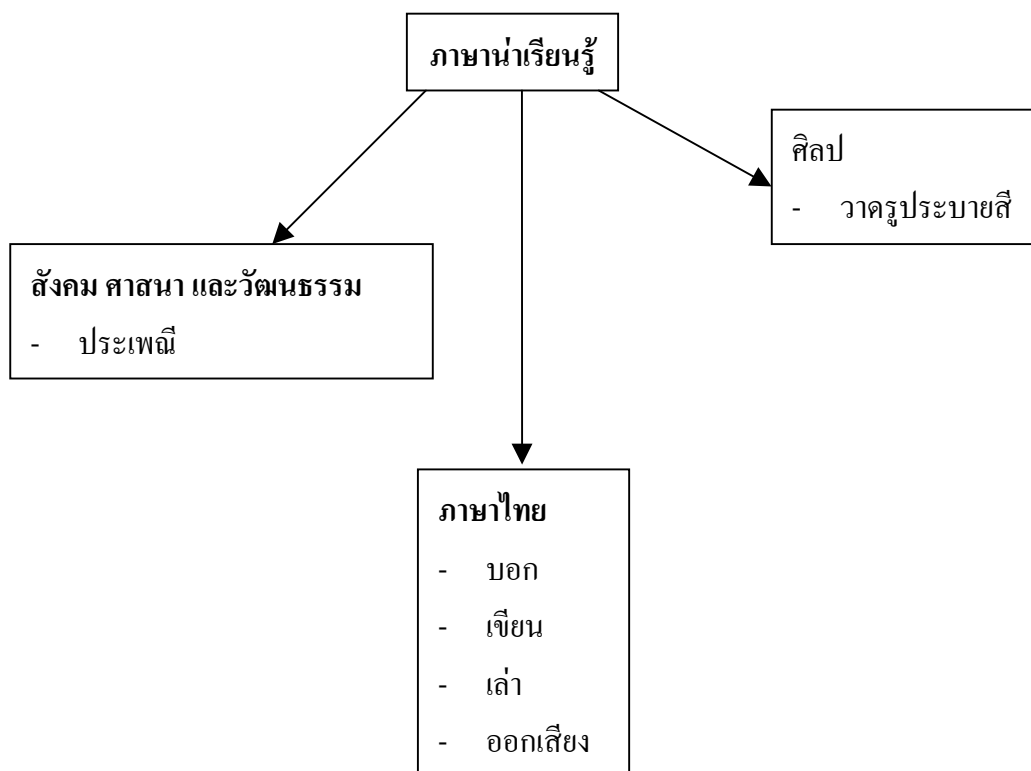 ภาษาน่าเรียนรู้
ศิลป
- วาดรูประบายสี
สังคม ศาสนา และวัฒนธรรม
- ประเพณี
ภาษาไทย
- บอก
- เขียน
- เล่า
- ออกเสียง